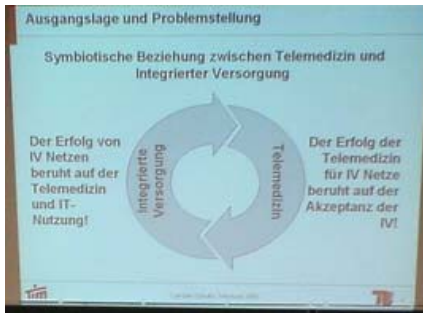 Ausgangslage und Problemstellung
Symbiotische Beziehung zwischen Telemedizin und
Integrierter Versorgung
Der Erfolg von
IV Netzen
beruht auf der
Telemedizin
und IT-
Nutzung!
Integrierte
Versorgung
Telemedizin
Der Erfolg der
Telemedizin
für IV Netze
beruht auf der
Akzeptanz der
IV!